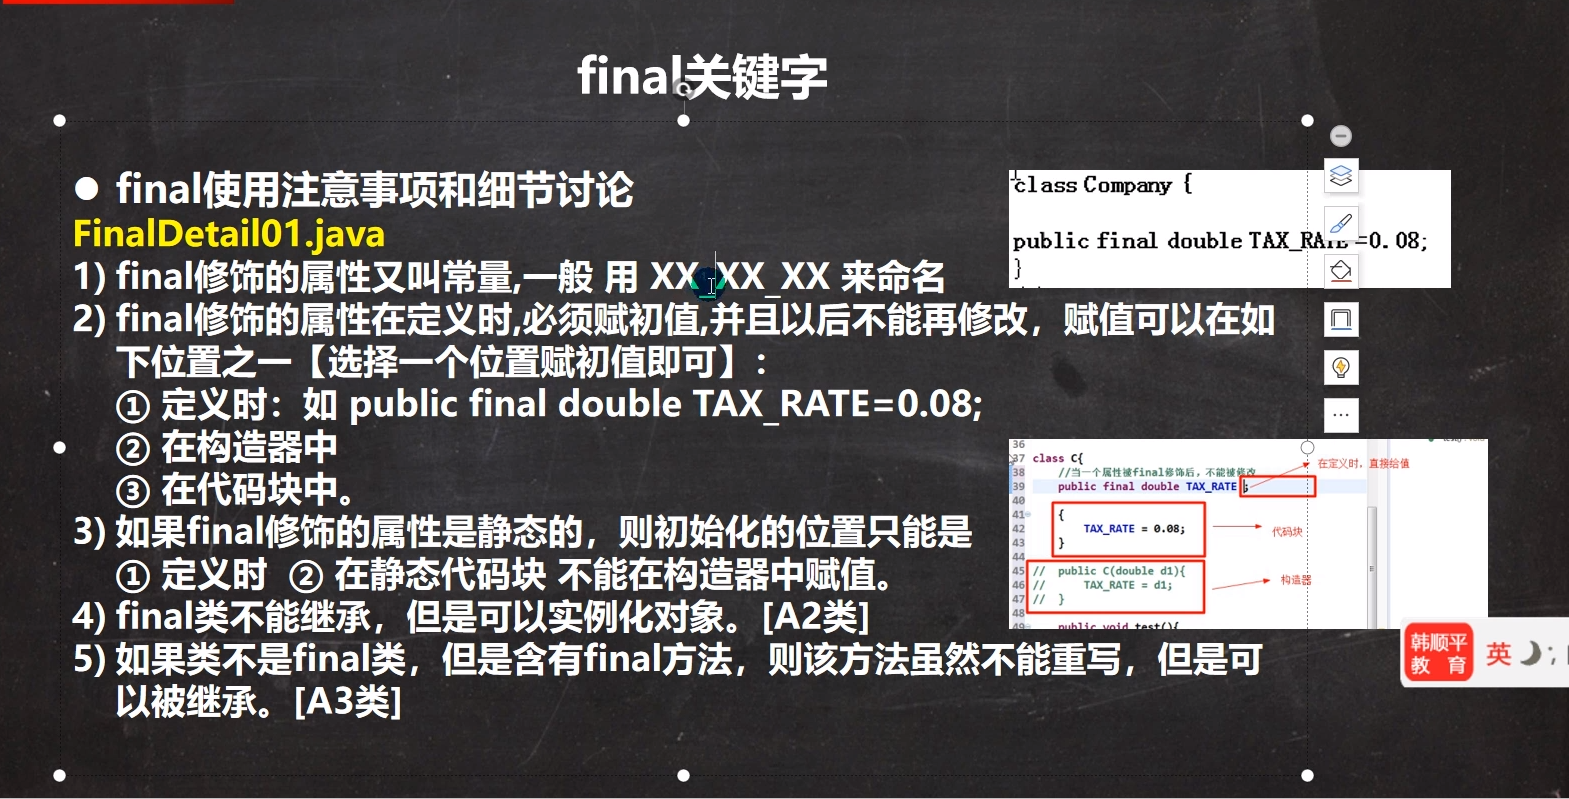 final关键字
● final使用注意事项和细节讨论
FinalDetail01.java
1) final修饰的属性又叫常量,一般 用 XX_XX_XX 来命名
2) final修饰的属性在定义时,必须赋初值,并且以后不能再修改，赋值可以在如
下位置之一【选择一个位置赋初值即可】：
① 定义时：如 public final double TAX_RATE=0.08;
② 在构造器中
③ 在代码块中。
3) 如果final修饰的属性是静态的，则初始化的位置只能是
① 定义时 ② 在静态代码块 不能在构造器中赋值。
4) final类不能继承，但是可以实例化对象。[A2类]
5) 如果类不是final类，但是含有final方法，则该方法虽然不能重写，但是可
以被继承。[A3类]
class Company {
public final double TAX_RATE =0.08;
}
36
37 class C{
38 //当一个属性被final修饰后，不能被修改
39 public final double TAX_RATE ;
在定义时，直接给值
40
41 {
42 TAX_RATE = 0.08;
代码块
43 }
44
45 // public C(double d1){
46 // TAX_RATE = d1;
构造器
47 // }
48
49 public void test(){
韩顺平
教 育
英